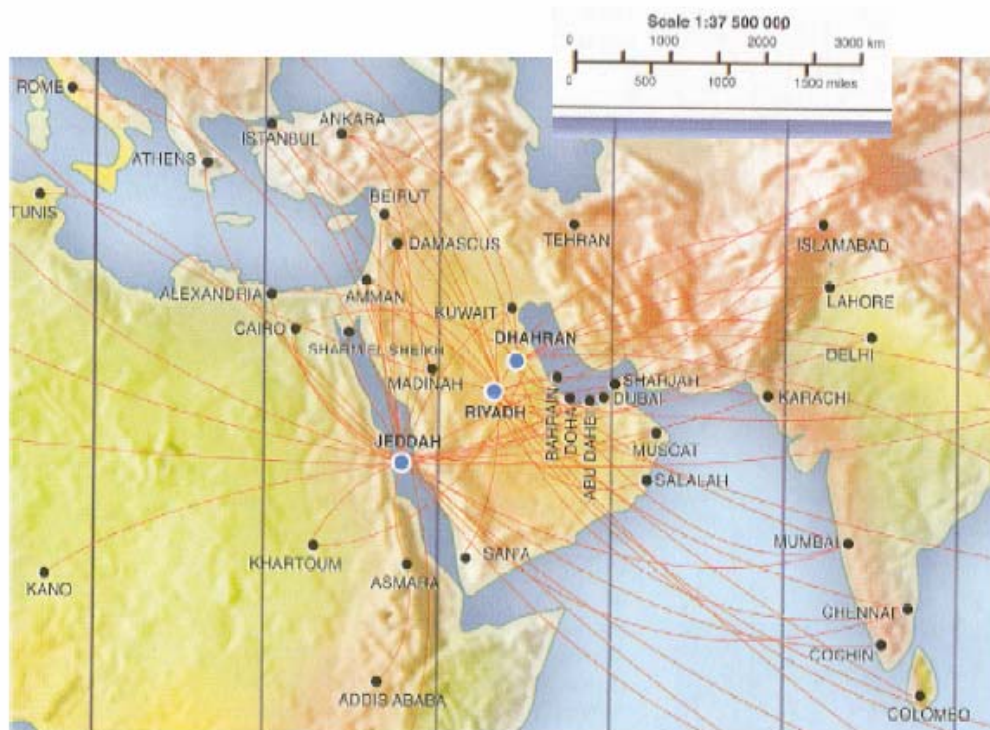 Scale 1:37 500 000
0 1000 2000 3000 km
0 500 1000 1500 miles
ROME
ISTANBUL
ANKARA
ATHENS
TUNIS
BEIRUT
DAMASCUS
TEHRAN
ISLAMABAD
ALEXANDRIA
AMMAN
KUWAIT
LAHORE
CAIRO
SHARM EL SHEIKH
DHAHRAN
DELHI
MADINAH
RIYADH
BAHRAIN
DOHA
ABU DAHBI
SHARJAH
DUBAI
KARACHI
JEDDAH
MUSCAT
SALALAH
KHARTOUM
SAN'A
MUMBAI
KANO
ASMARA
CHENNAI
COCHIN
ADDIS ABABA
COLOMBO